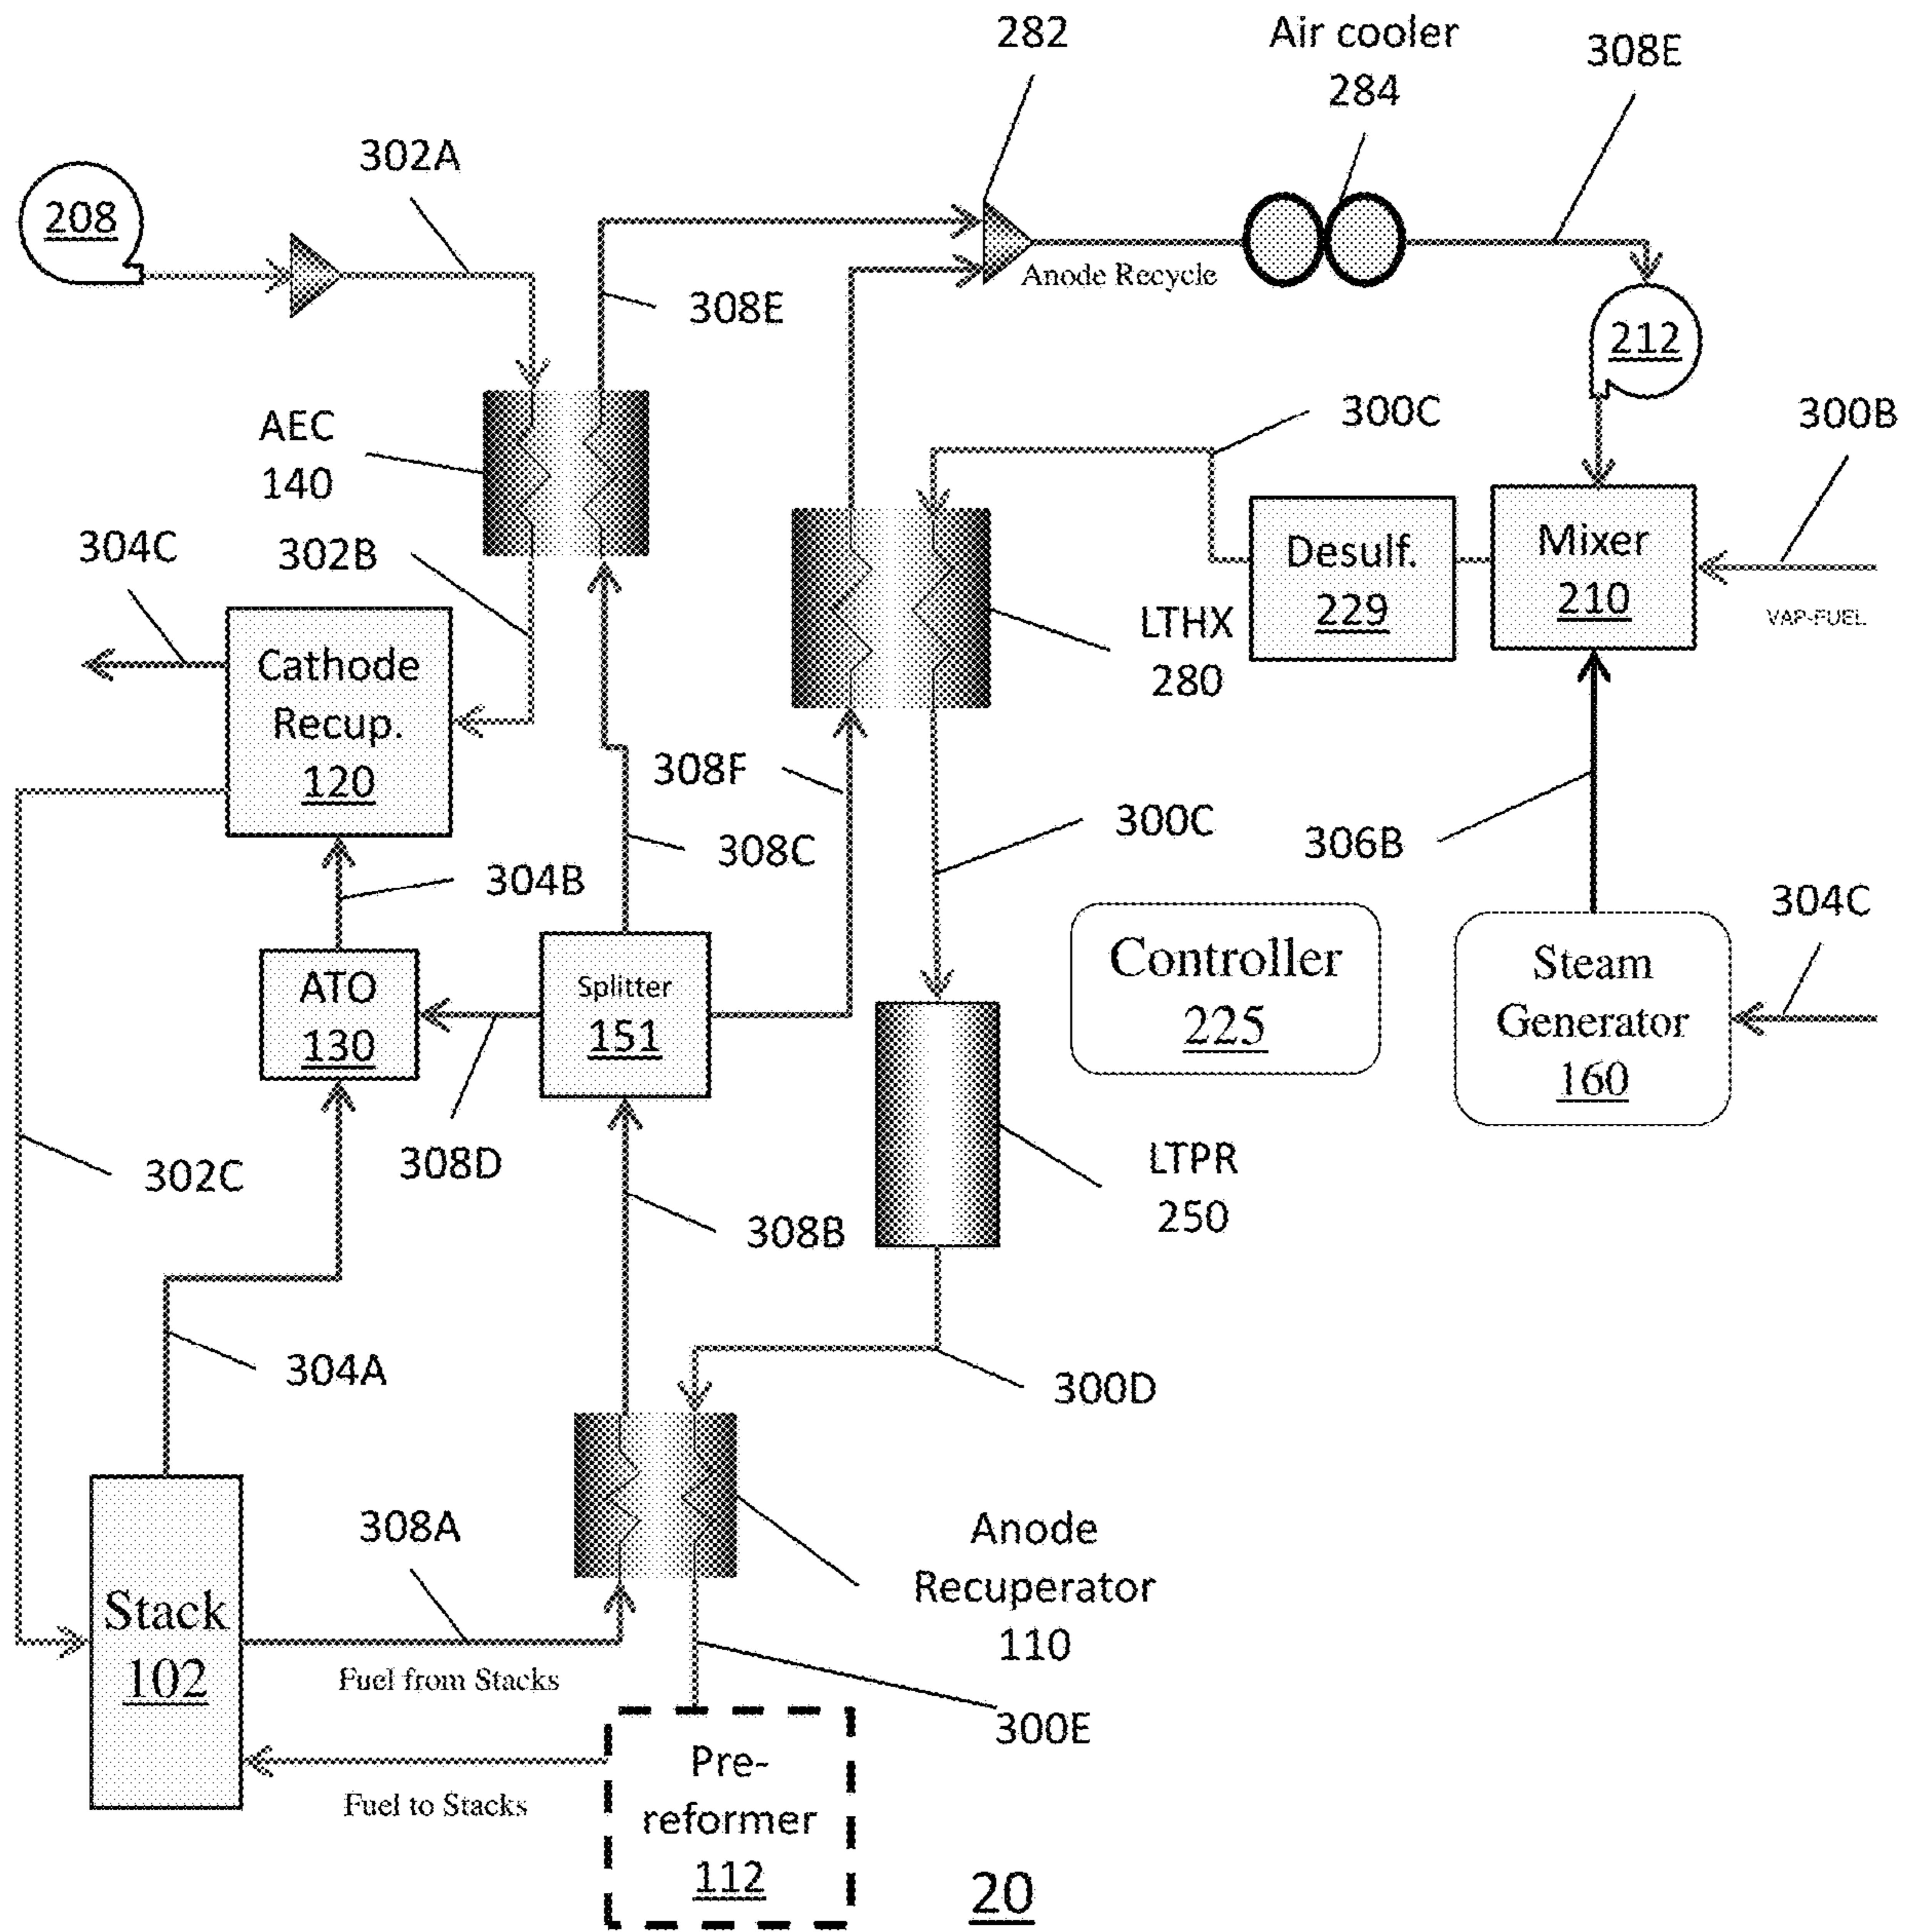 282
Air cooler
284
308E
302A
208
308E
Anode Recycle
212
300C
300B
AEC
140
304C
302B
Mixer
210
Desulf.
229
VAP-FUEL
LTHX
280
Cathode
Recup.
120
308F
308C
300C
306B
304B
304C
Controller
225
Steam
Generator
160
Splitter
151
ATO
130
302C
308D
LTPR
250
308B
304A
300D
308A
Anode
Recuperator
110
Stack
102
Fuel from Stacks
300E
Pre-
reformer
112
Fuel to Stacks
20